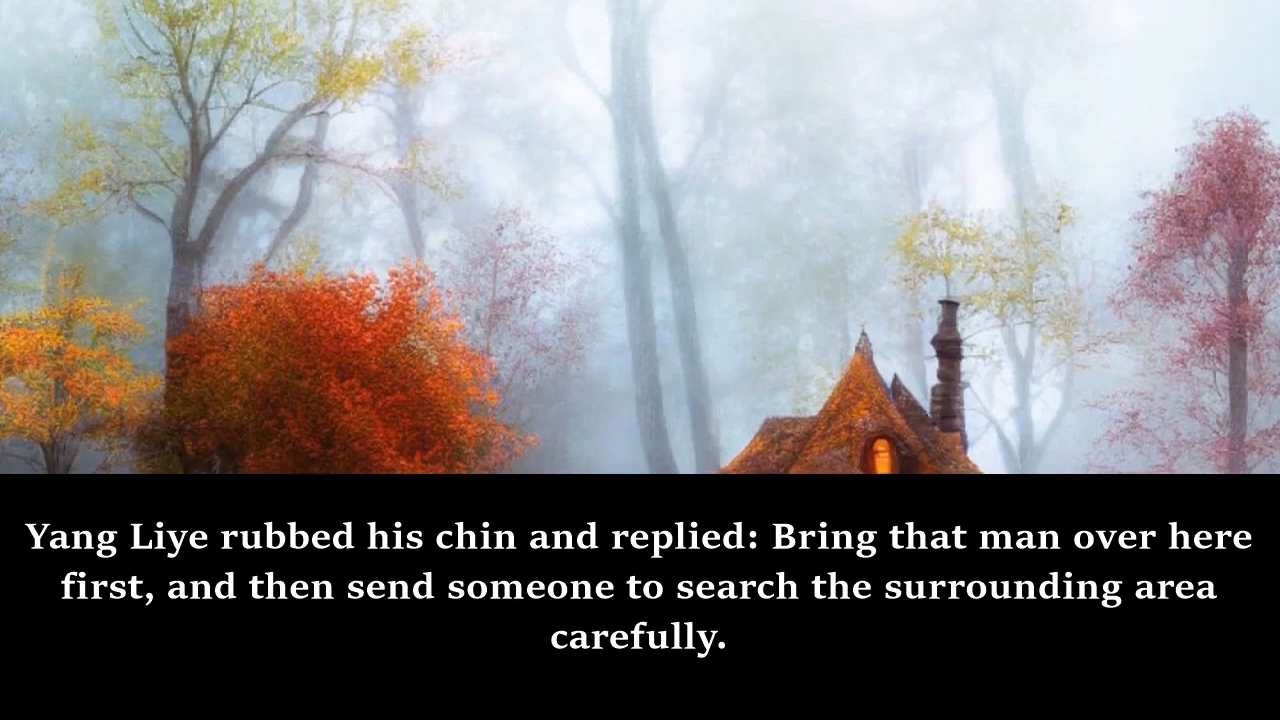 Yang Liye rubbed his chin and replied: Bring that man over here
first, and then send someone to search the surrounding area
carefully.